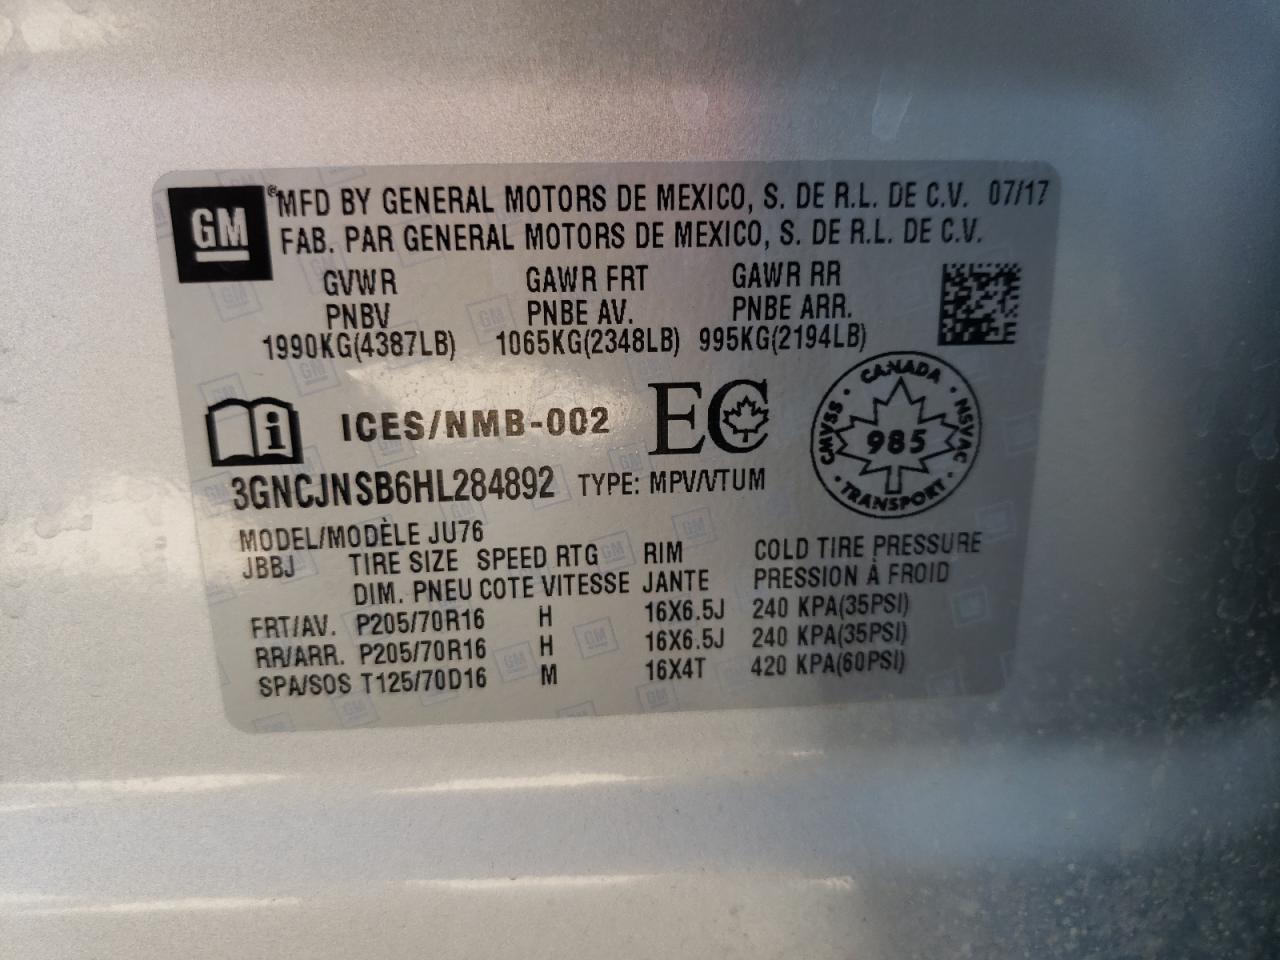 GM ® MFD BY GENERAL MOTORS DE MEXICO, S. DE R.L. DE C.V. 07/17
FAB. PAR GENERAL MOTORS DE MEXICO, S. DE R.L. DE C.V.
GVWR GAWR FRT GAWR RR
PNBV PNBE AV. PNBE ARR.
1990KG(4387LB) 1065KG(2348LB) 995KG(2194LB)
E
i ICES/NMB-002 EC
CANADA
CMVSS · 985 · NSVAC
· TRANSPORT ·
3GNCJNSB6HL284892 TYPE: MPV/VTUM
MODEL/MODÈLE JU76
JBBJ TIRE SIZE SPEED RTG RIM COLD TIRE PRESSURE
DIM. PNEU COTE VITESSE JANTE PRESSION À FROID
FRT/AV. P205/70R16 H 16X6.5J 240 KPA(35PSI)
RR/ARR. P205/70R16 H 16X6.5J 240 KPA(35PSI)
SPA/SOS T125/70D16 M 16X4T 420 KPA(60PSI)